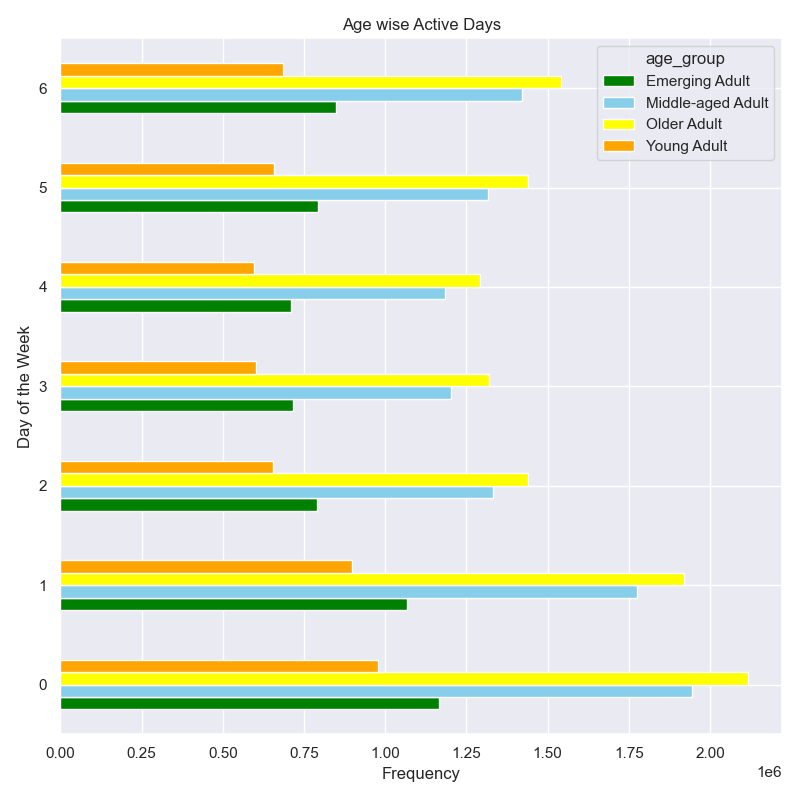 Age wise Active Days
age_group
Emerging Adult
Middle-aged Adult
Older Adult
Young Adult
6
5
4
3
2
1
0
Day of the Week
0.00 0.25 0.50 0.75 1.00 1.25 1.50 1.75 2.00
1e6
Frequency